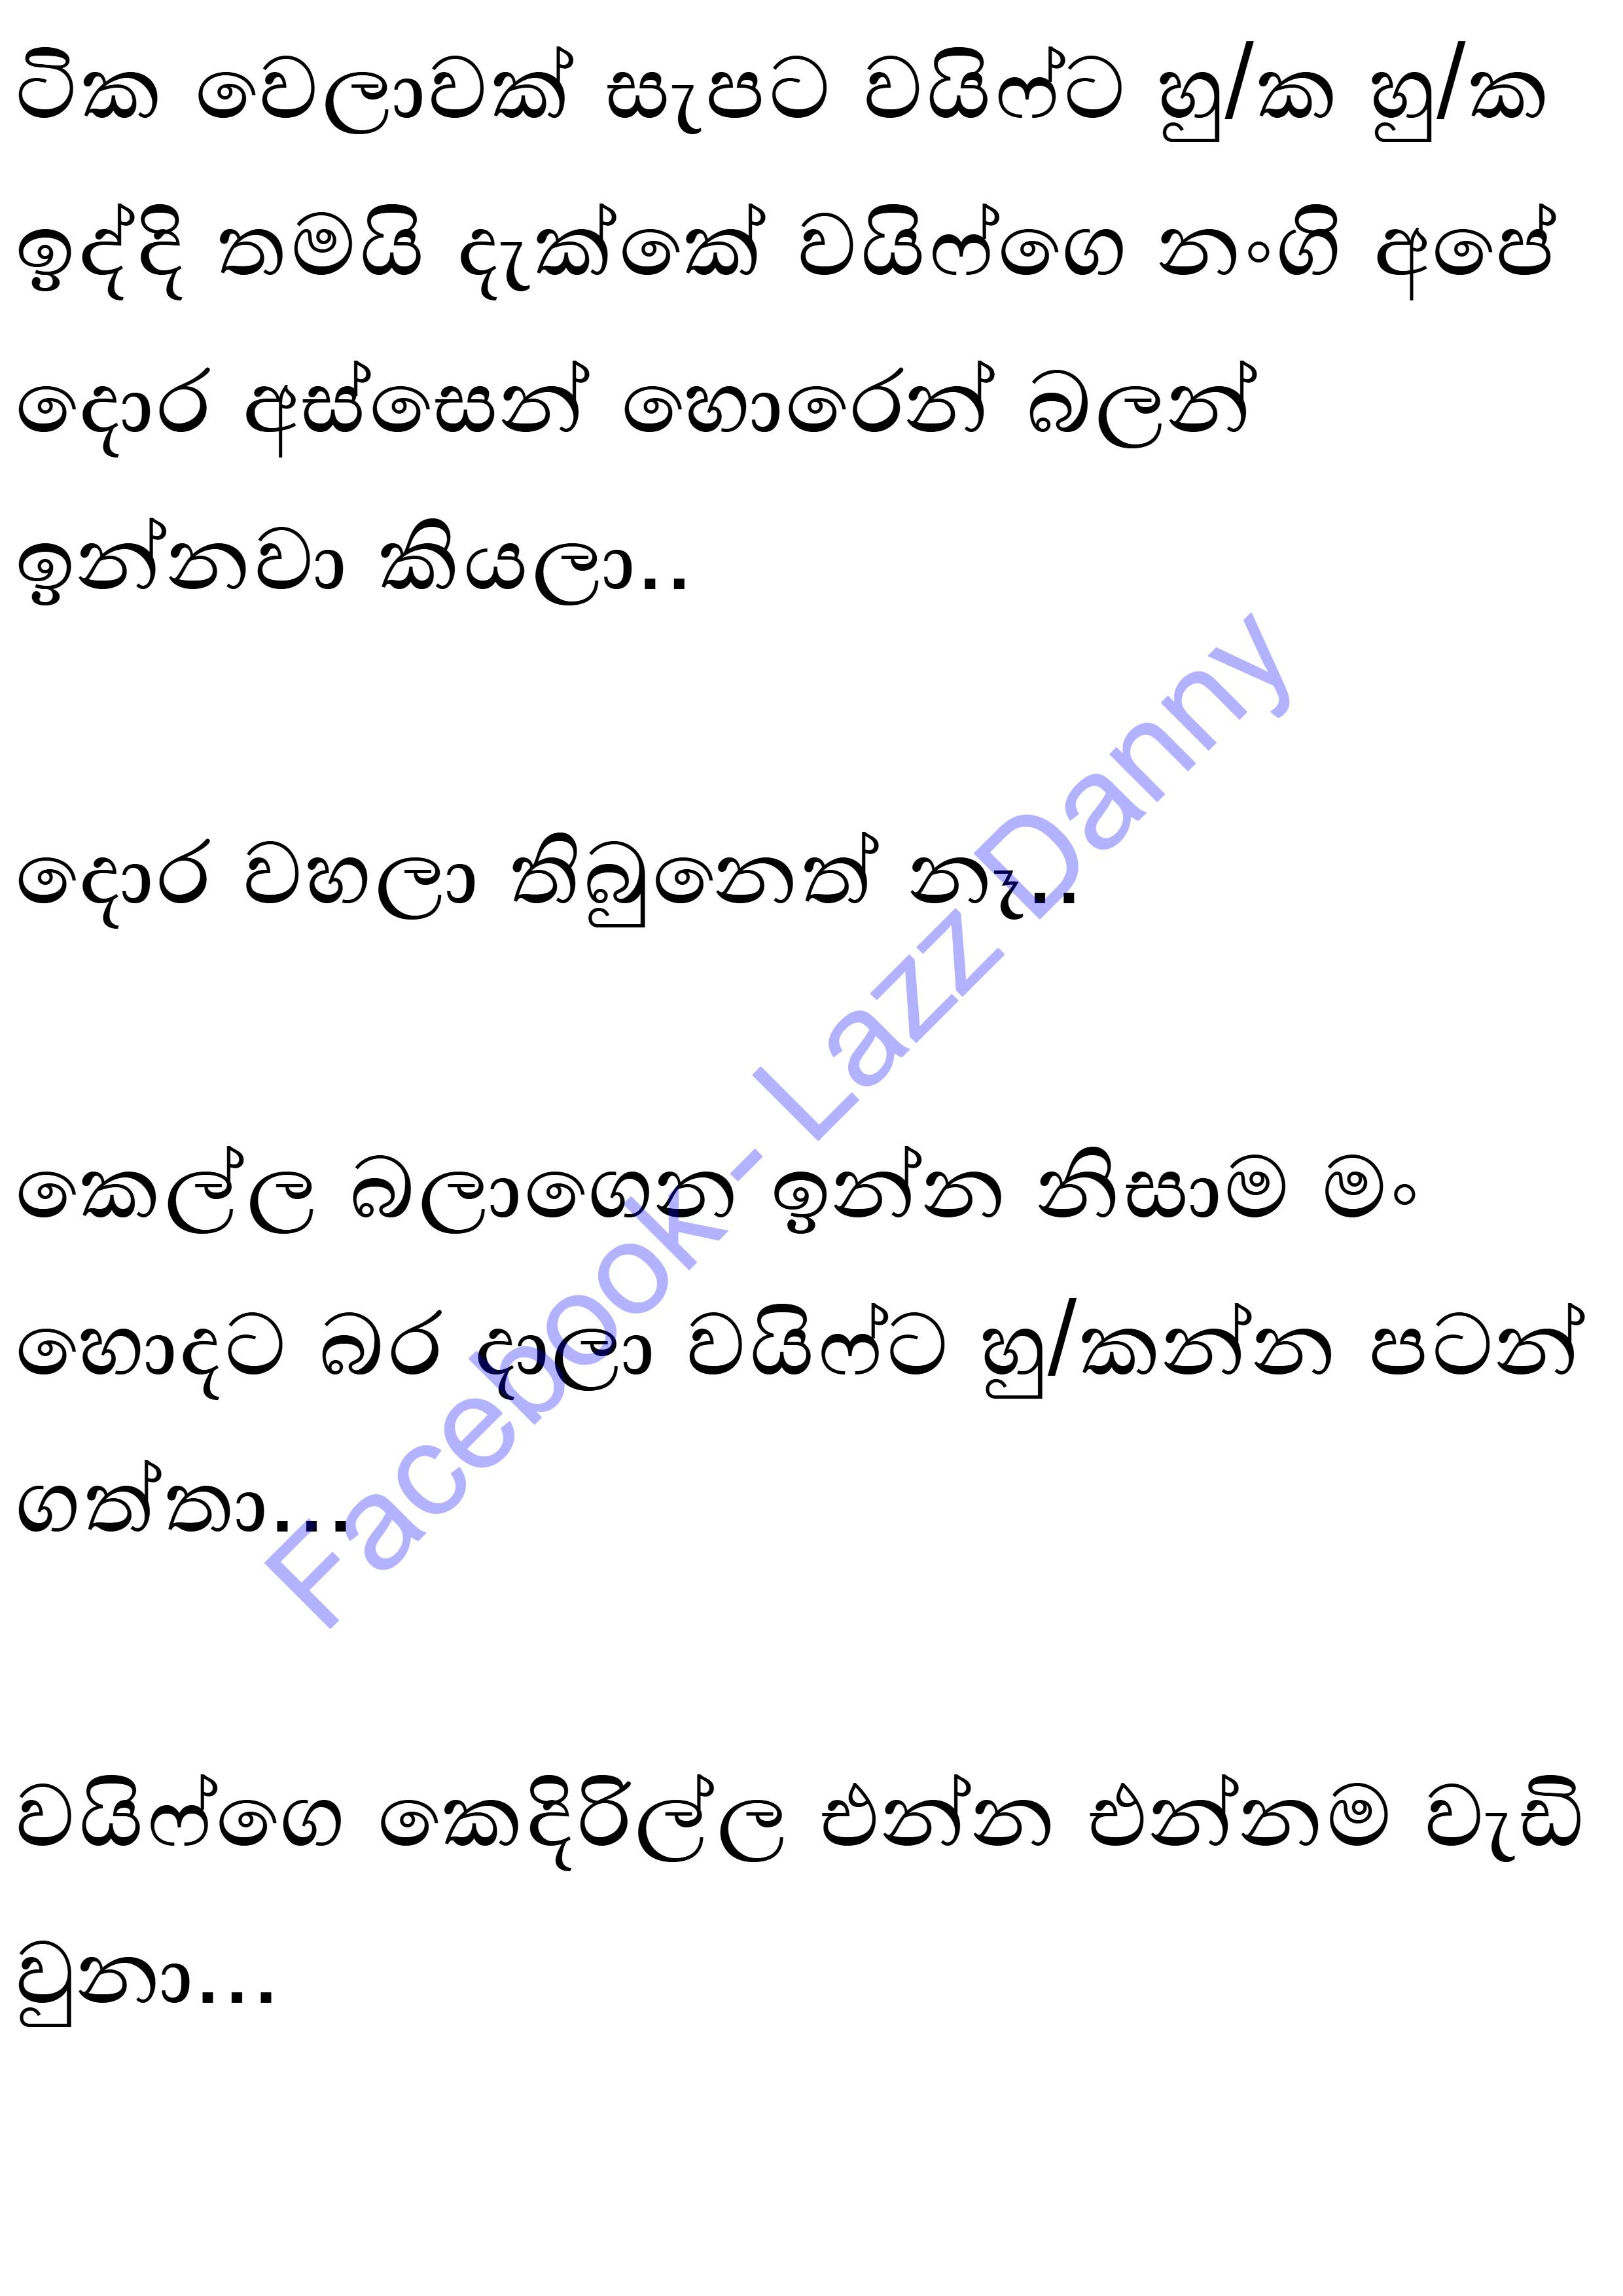 ටික වෙලාවක් සැපට වයිෆ්ට හු/ක හු/ක
ඉද්දි තමයි දැක්කේ වයිෆ්ගෙ නංගි අපේ
දොර අස්සෙන් හොරෙන් බලන්
ඉන්නවා කියලා..
දොර වහලා තිබුනෙත් නෑ..
කෙල්ල බලාගෙන ඉන්න නිසාම මං
හොදට බර දාලා වයිෆ්ට හු/කන්න පටන්
ගත්තා...
වයිෆ්ගෙ කෙදිරිල්ල එන්න එන්නම වැඩි
වුනා...
Facebook- Lazz Danny